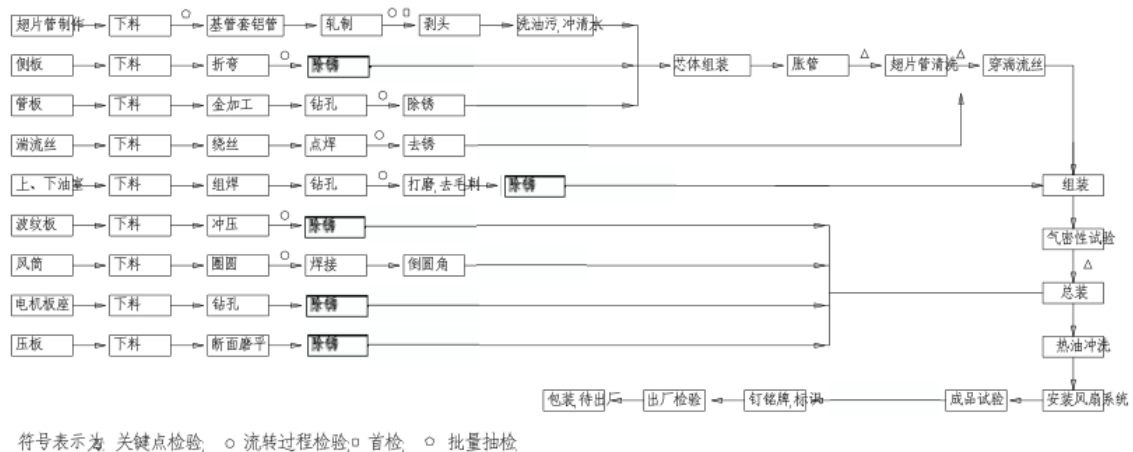 翅片管制作 下料 基管套铝管 轧制 剥头 洗油污,冲清水
侧板 下料 折弯 除锈 芯体组装 胀管 翅片管清洗 穿湍流丝
管板 下料 金加工 钻孔 除锈
湍流丝 下料 绕丝 点焊 去锈
上、下油室 下料 组焊 钻孔 打磨,去毛刺 除锈 组装
波纹板 下料 冲压 除锈
气密性试验
风筒 下料 圈圆 焊接 倒圆角
总装
电机板座 下料 钻孔 除锈
压板 下料 断面磨平 除锈 热油冲洗
包装,待出厂 出厂检验 钉铭牌,标识 成品试验 安装风扇系统
符号表示为: 关键点检验 流转过程检验 首检 批量抽检